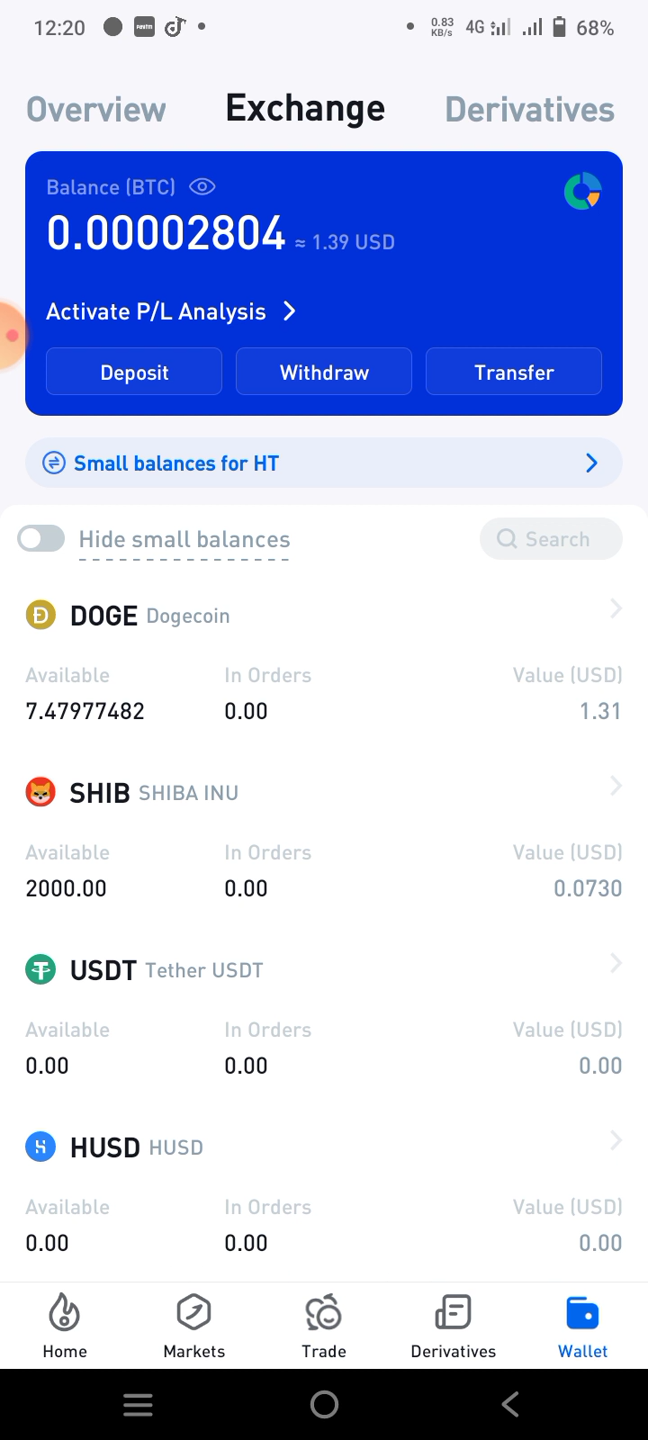 12:20 Paytm 0.83 KB/s 4G 68%
Overview Exchange Derivatives
Balance (BTC)
0.00002804 ≈ 1.39 USD
Activate P/L Analysis
Deposit Withdraw Transfer
Small balances for HT
Hide small balances Search
DOGE Dogecoin
Available In Orders Value (USD)
7.47977482 0.00 1.31
SHIB SHIBA INU
Available In Orders Value (USD)
2000.00 0.00 0.0730
USDT Tether USDT
Available In Orders Value (USD)
0.00 0.00 0.00
HUSD HUSD
Available In Orders Value (USD)
0.00 0.00 0.00
Home Markets Trade Derivatives Wallet